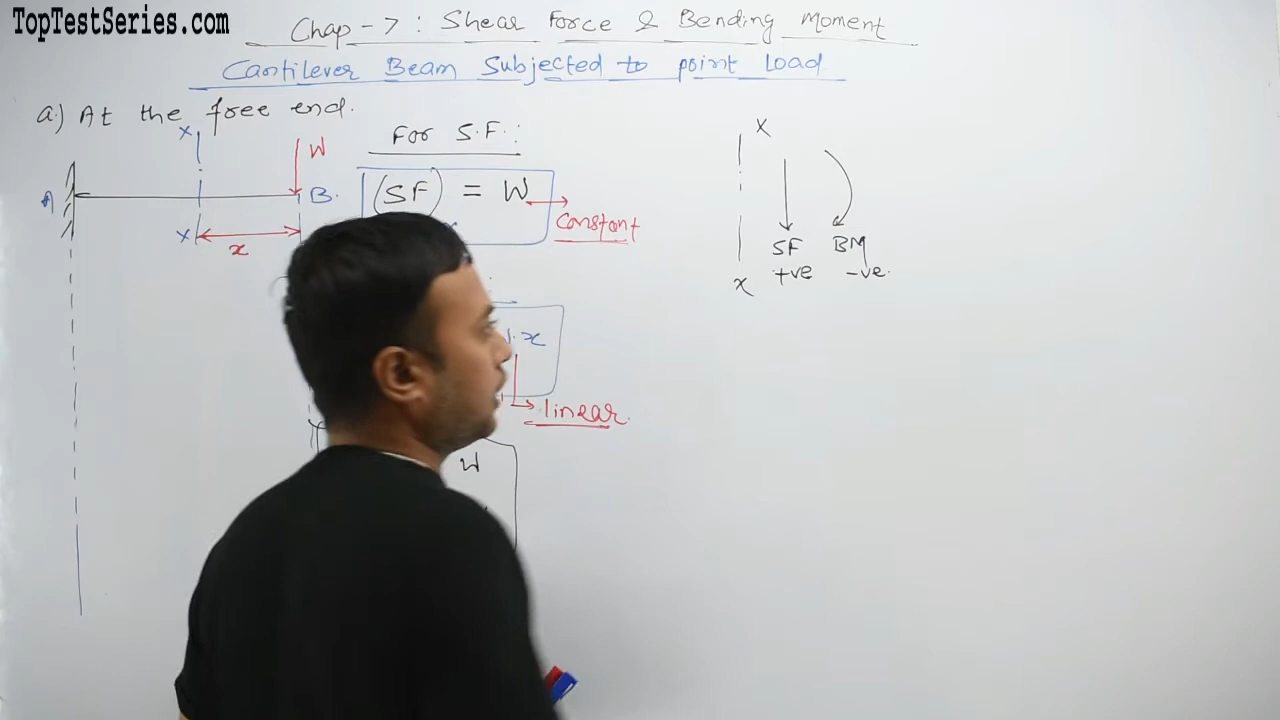 TopTestSeries.com
Chap - 7 : Shear Force & Bending Moment
Cantilever Beam Subjected to point Load
a.) At the free end.
For S.F. :
X
W
A
B.
X
x
(SF) = W
Constant
.x
linear.
W
X
SF
+ve
BM
-ve.
X